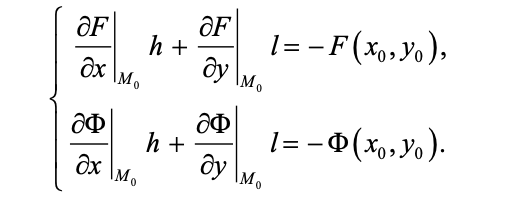 ∂F/∂x|M₀ h + ∂F/∂y|M₀ l = −F(x₀, y₀),
∂Φ/∂x|M₀ h + ∂Φ/∂y|M₀ l = −Φ(x₀, y₀).